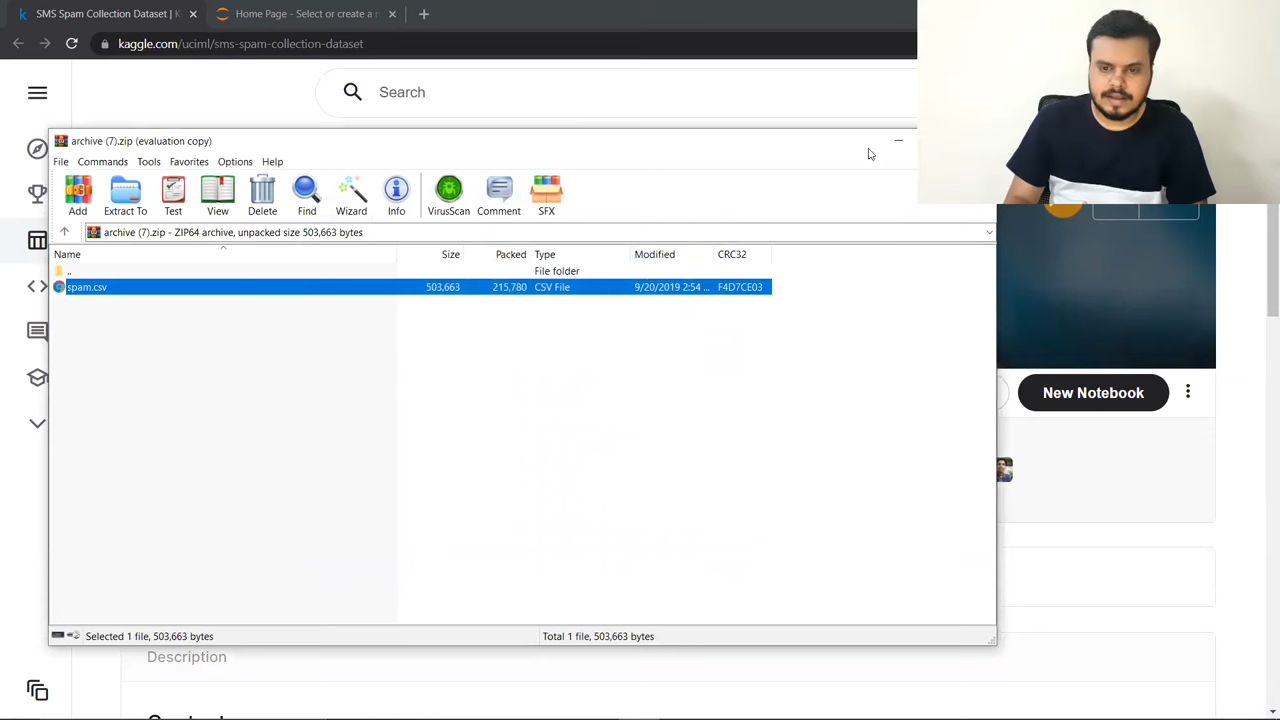 SMS Spam Collection Dataset | K
Home Page - Select or create a n
kaggle.com/uciml/sms-spam-collection-dataset
Search
archive (7).zip (evaluation copy)
File Commands Tools Favorites Options Help
Add Extract To Test View Delete Find Wizard Info VirusScan Comment SFX
archive (7).zip - ZIP64 archive, unpacked size 503,663 bytes
Name Size Packed Type Modified CRC32
.. File folder
spam.csv 503,663 215,780 CSV File 9/20/2019 2:54 ... F4D7CE03
New Notebook
Selected 1 file, 503,663 bytes Total 1 file, 503,663 bytes
Description